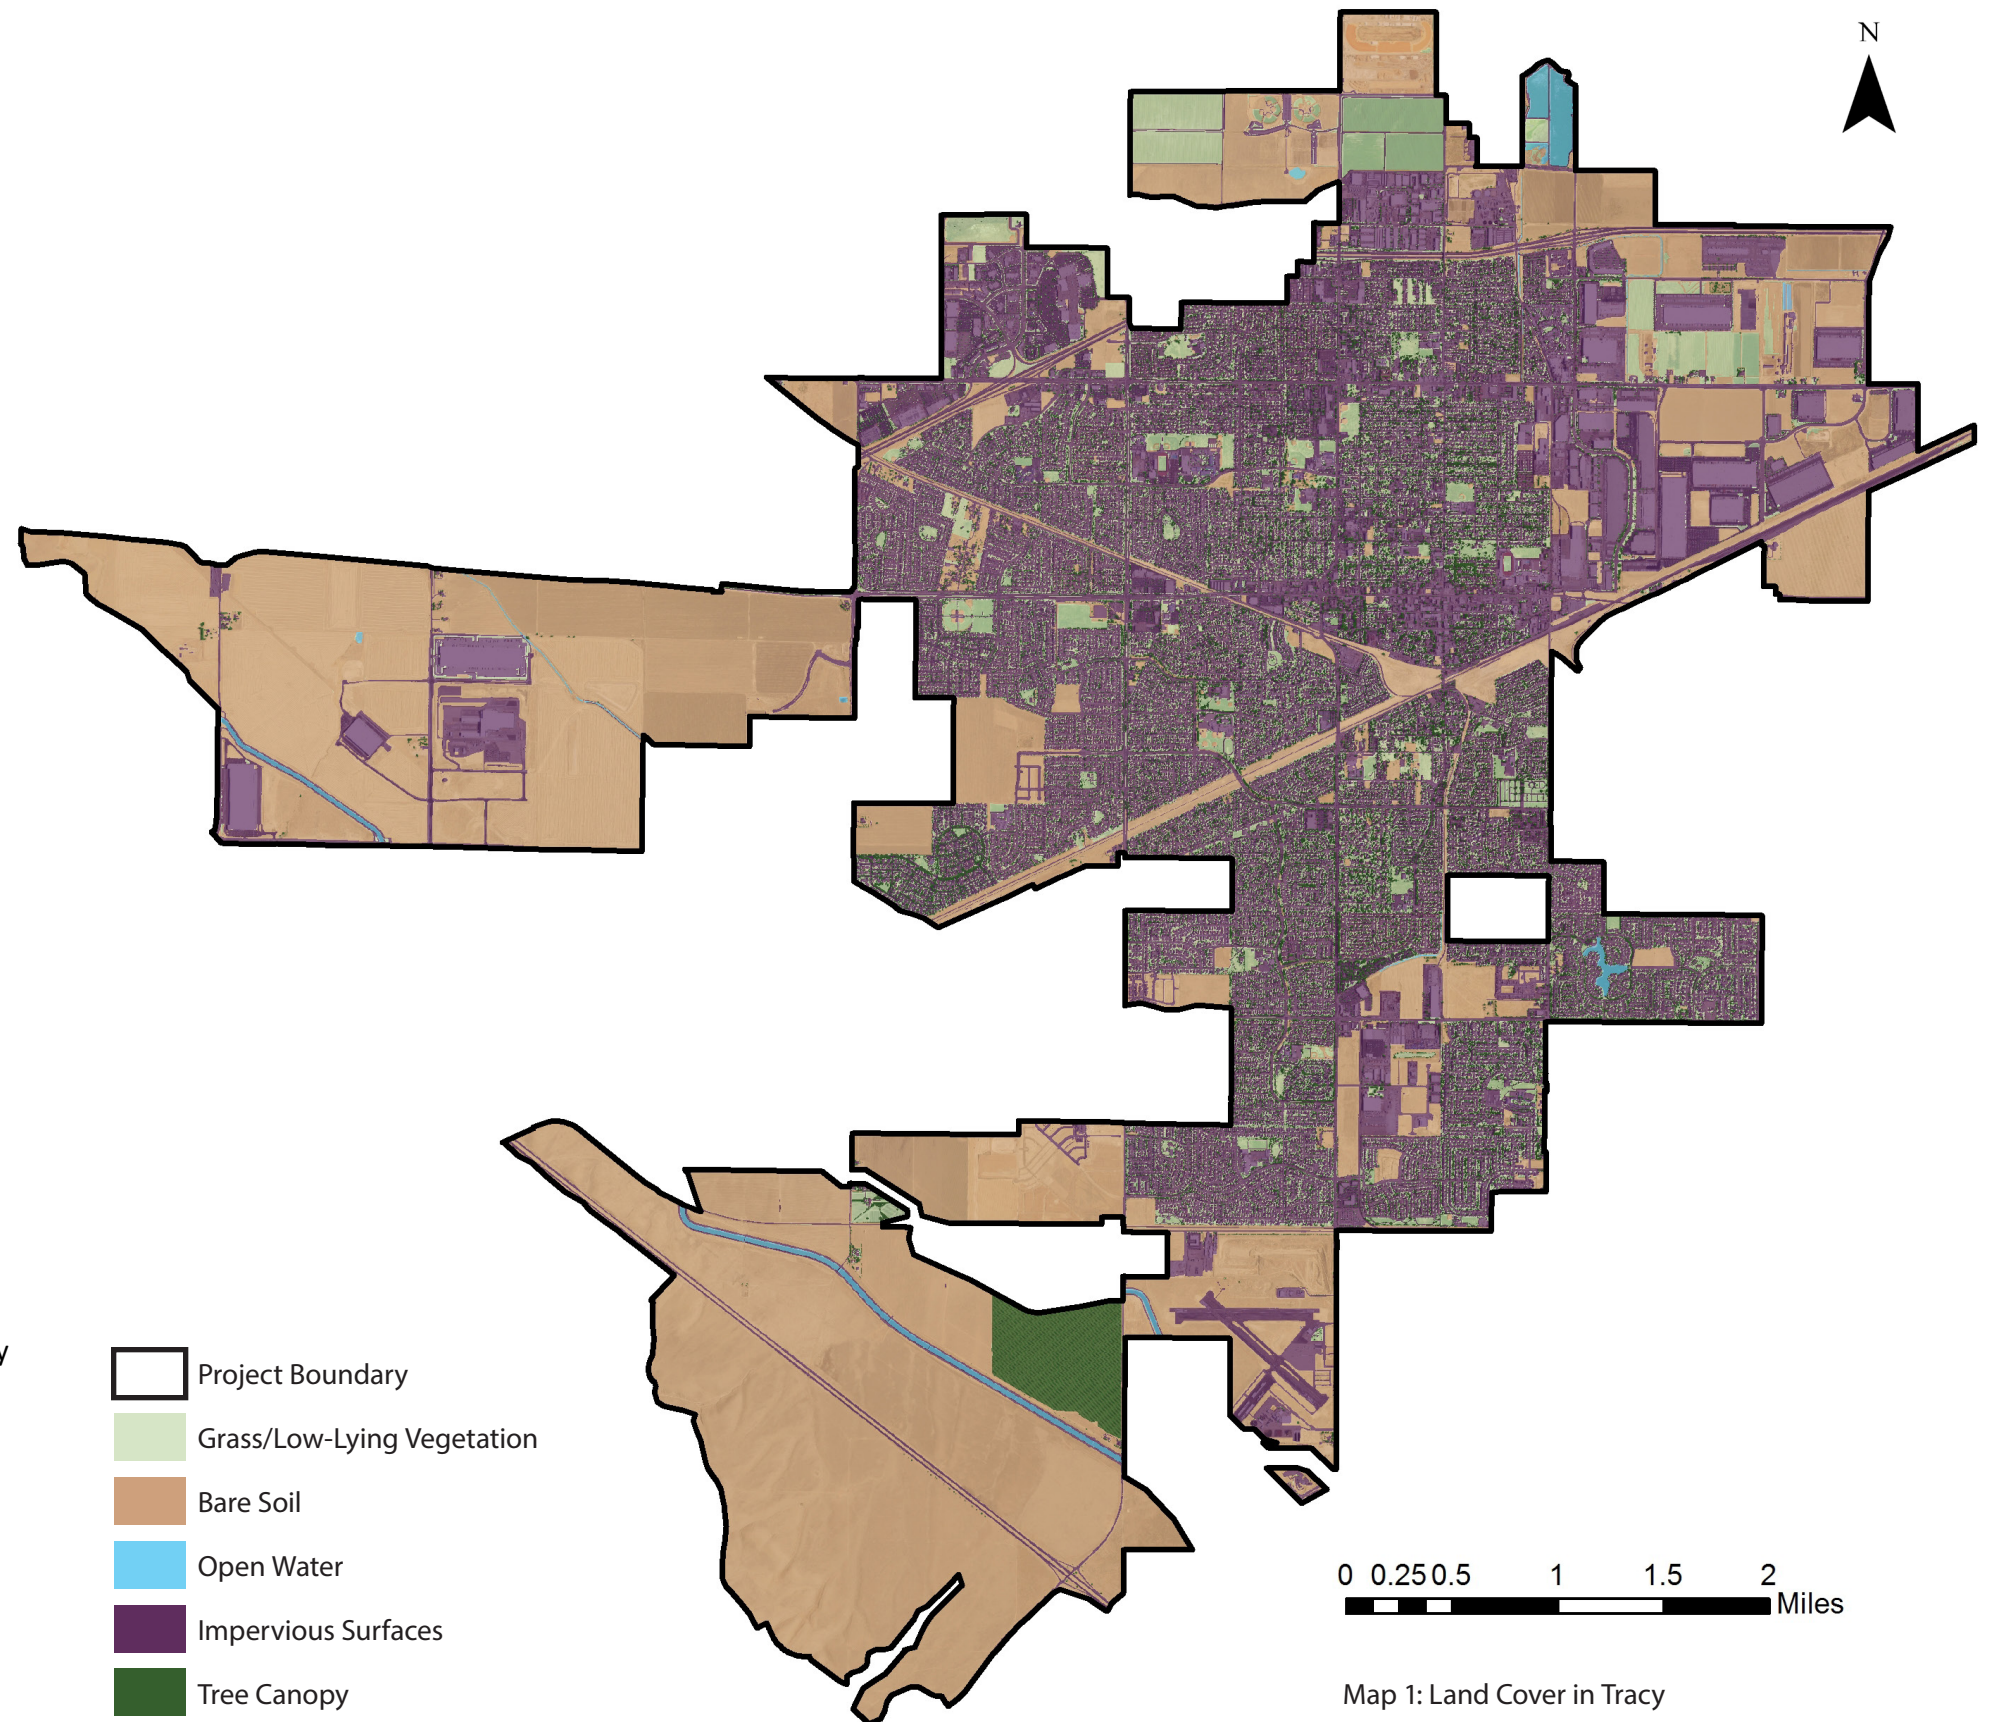 N
y
Project Boundary
Grass/Low-Lying Vegetation
Bare Soil
Open Water
Impervious Surfaces
Tree Canopy
0 0.25 0.5 1 1.5 2
Miles
Map 1: Land Cover in Tracy